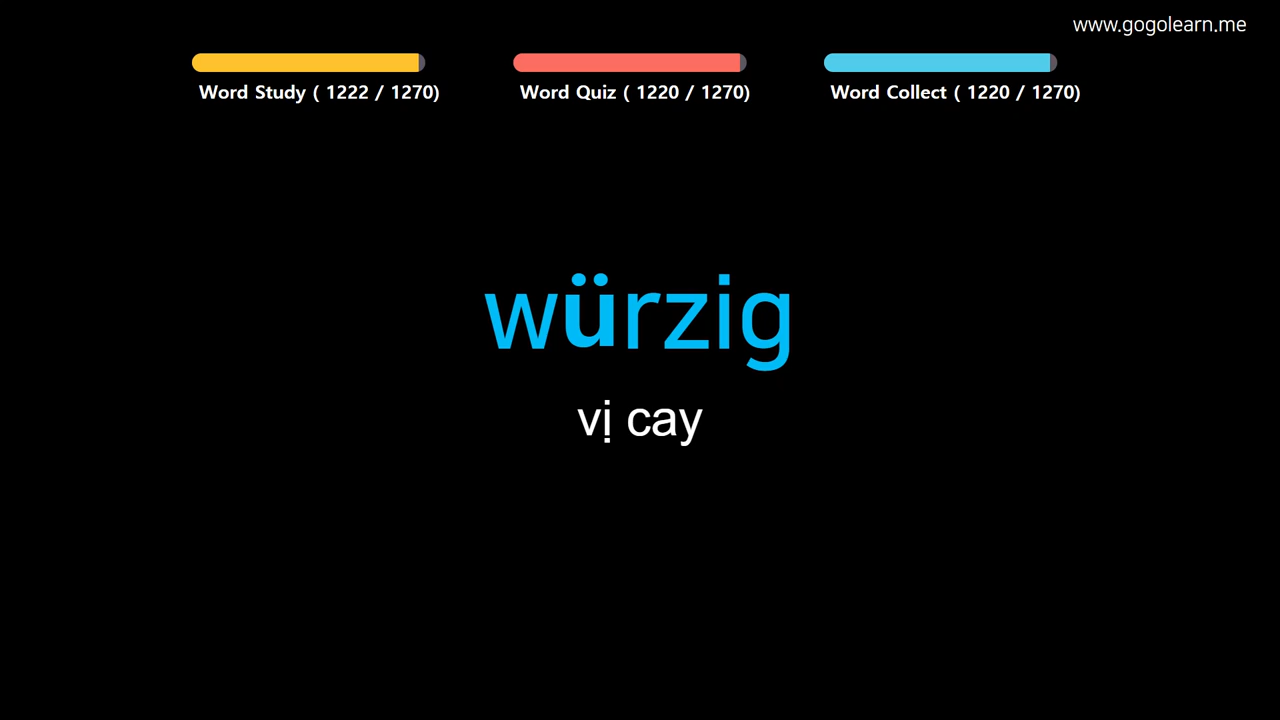 www.gogolearn.me
Word Study ( 1222 / 1270)
Word Quiz ( 1220 / 1270)
Word Collect ( 1220 / 1270)
würzig
vị cay